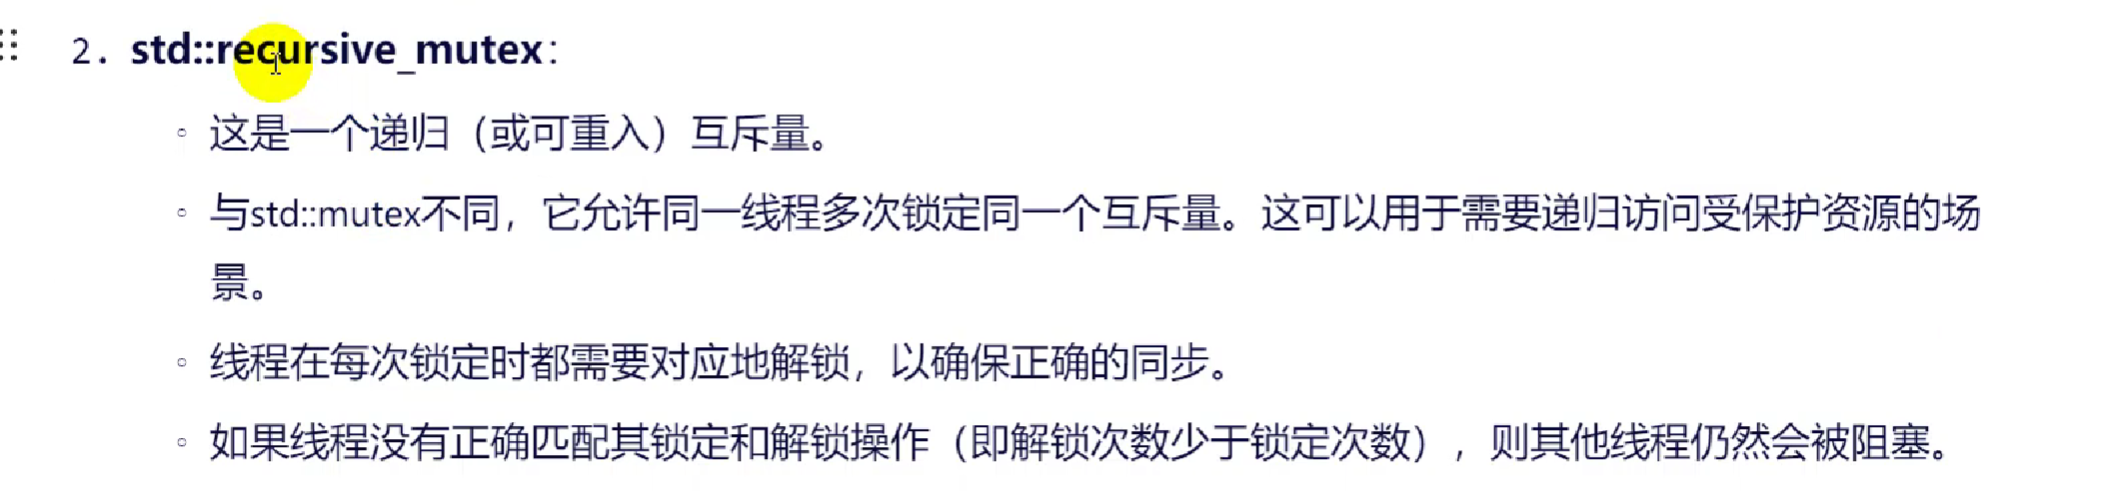 2. std::recursive_mutex：
◦ 这是一个递归（或可重入）互斥量。
◦ 与std::mutex不同，它允许同一线程多次锁定同一个互斥量。这可以用于需要递归访问受保护资源的场
景。
◦ 线程在每次锁定时都需要对应地解锁，以确保正确的同步。
◦ 如果线程没有正确匹配其锁定和解锁操作（即解锁次数少于锁定次数），则其他线程仍然会被阻塞。